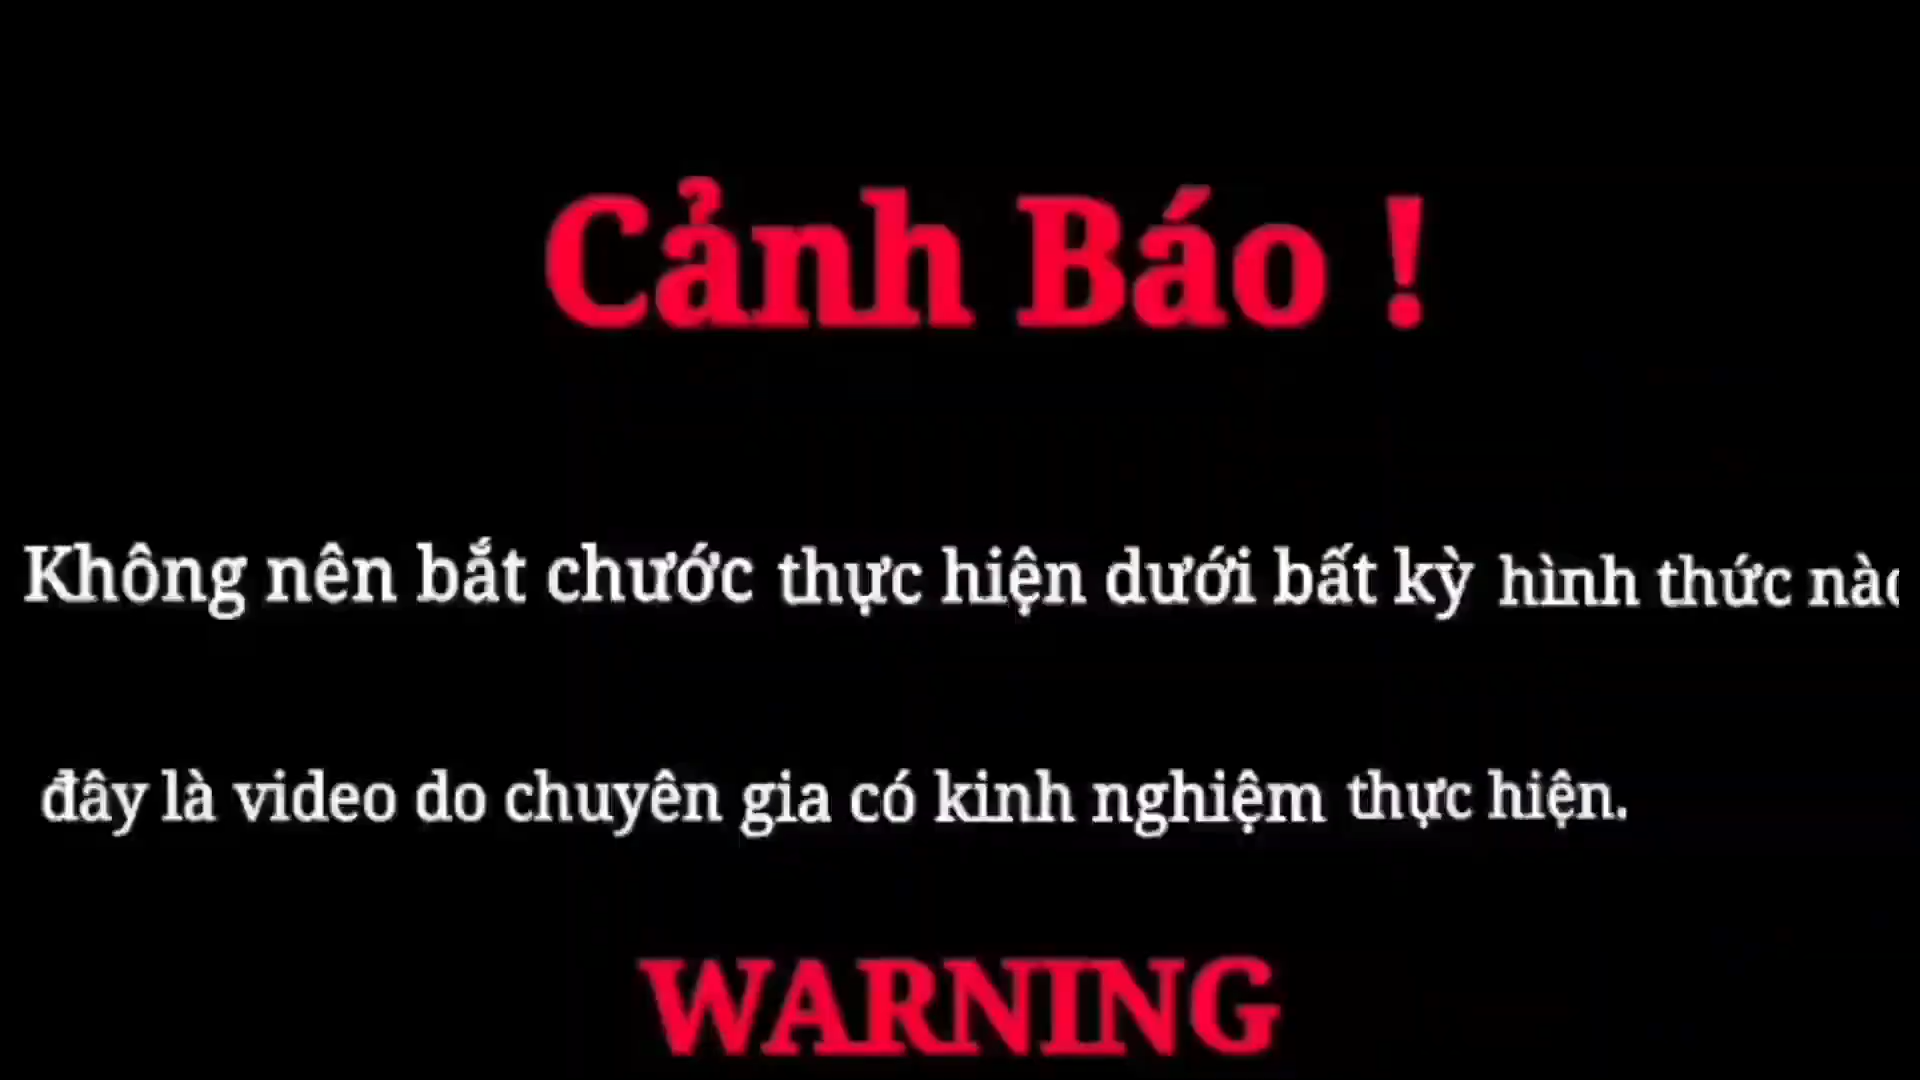 Cảnh Báo !
Không nên bắt chước thực hiện dưới bất kỳ hình thức nào
đây là video do chuyên gia có kinh nghiệm thực hiện.
WARNING